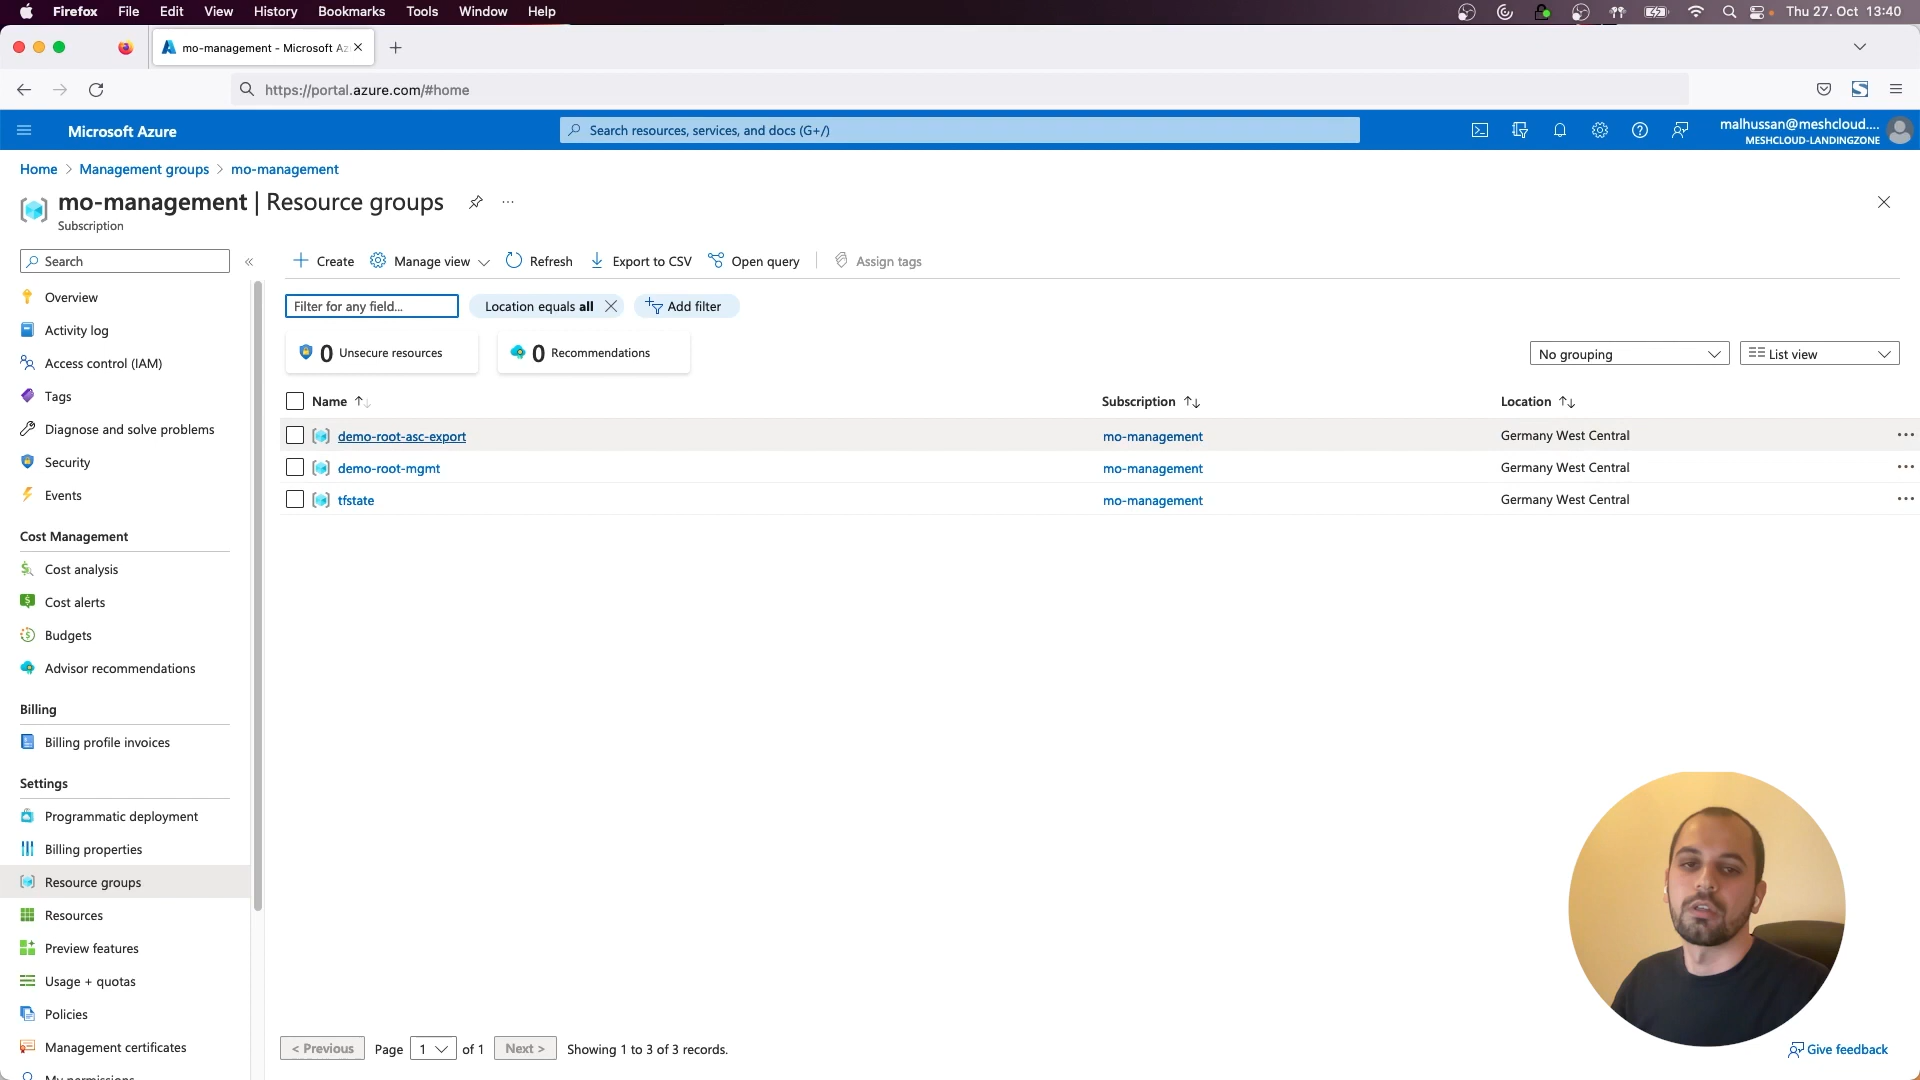 Firefox File Edit View History Bookmarks Tools Window Help Thu 27. Oct 13:40
mo-management - Microsoft Az
https://portal.azure.com/#home
Microsoft Azure
Search resources, services, and docs (G+/)
malhussan@meshcloud....
MESHCLOUD-LANDINGZONE
Home > Management groups > mo-management
mo-management | Resource groups
Subscription
Search
Overview
Activity log
Access control (IAM)
Tags
Diagnose and solve problems
Security
Events
Cost Management
Cost analysis
Cost alerts
Budgets
Advisor recommendations
Billing
Billing profile invoices
Settings
Programmatic deployment
Billing properties
Resource groups
Resources
Preview features
Usage + quotas
Policies
Management certificates
My permissions
Create Manage view Refresh Export to CSV Open query Assign tags
Filter for any field...
Location equals all
Add filter
0 Unsecure resources
0 Recommendations
No grouping
List view
Name Subscription Location
demo-root-asc-export mo-management Germany West Central
demo-root-mgmt mo-management Germany West Central
tfstate mo-management Germany West Central
< Previous Page 1 of 1 Next > Showing 1 to 3 of 3 records.
Give feedback